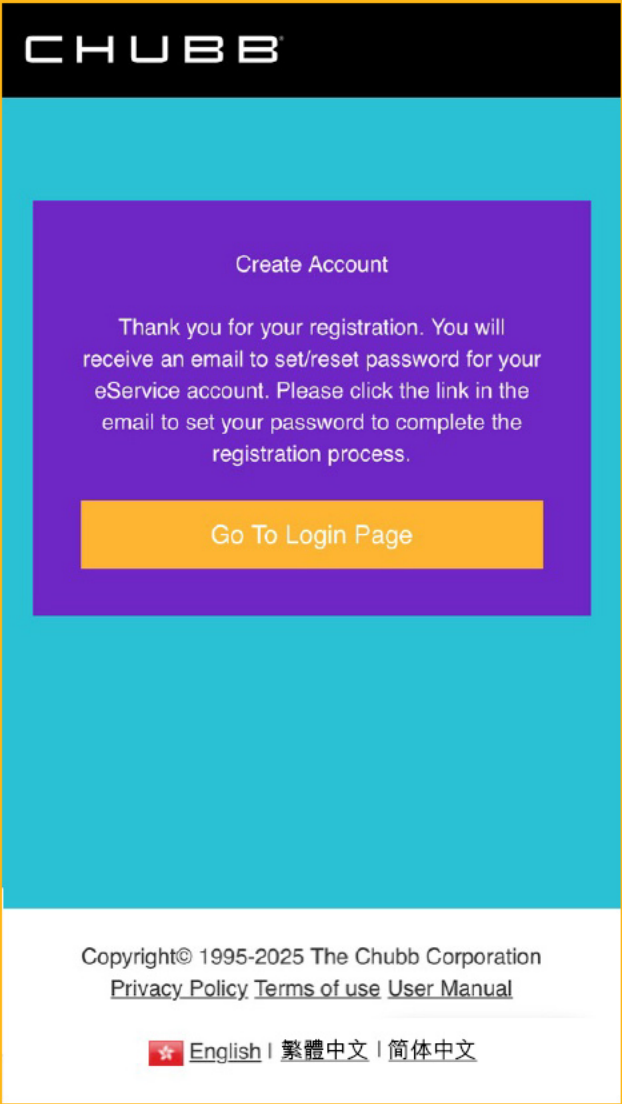 CHUBB
Create Account
Thank you for your registration. You will
receive an email to set/reset password for your
eService account. Please click the link in the
email to set your password to complete the
registration process.
Go To Login Page
Copyright© 1995-2025 The Chubb Corporation
Privacy Policy Terms of use User Manual
English | 繁體中文 | 简体中文